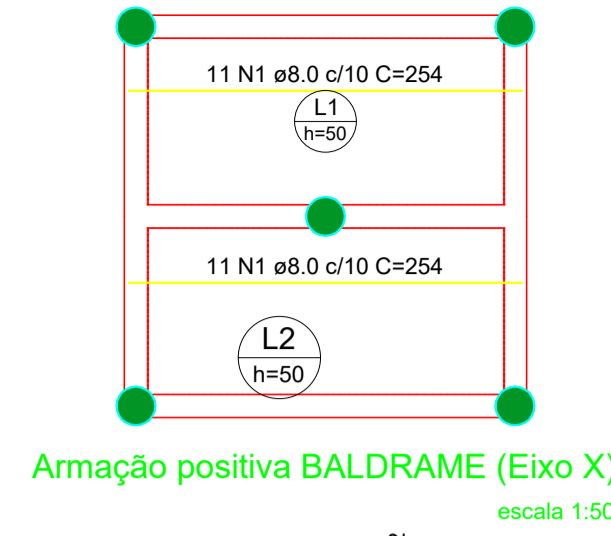 11 N1 ø8.0 c/10 C=254
L1
h=50
11 N1 ø8.0 c/10 C=254
L2
h=50
Armação positiva BALDRAME (Eixo X)
escala 1:50